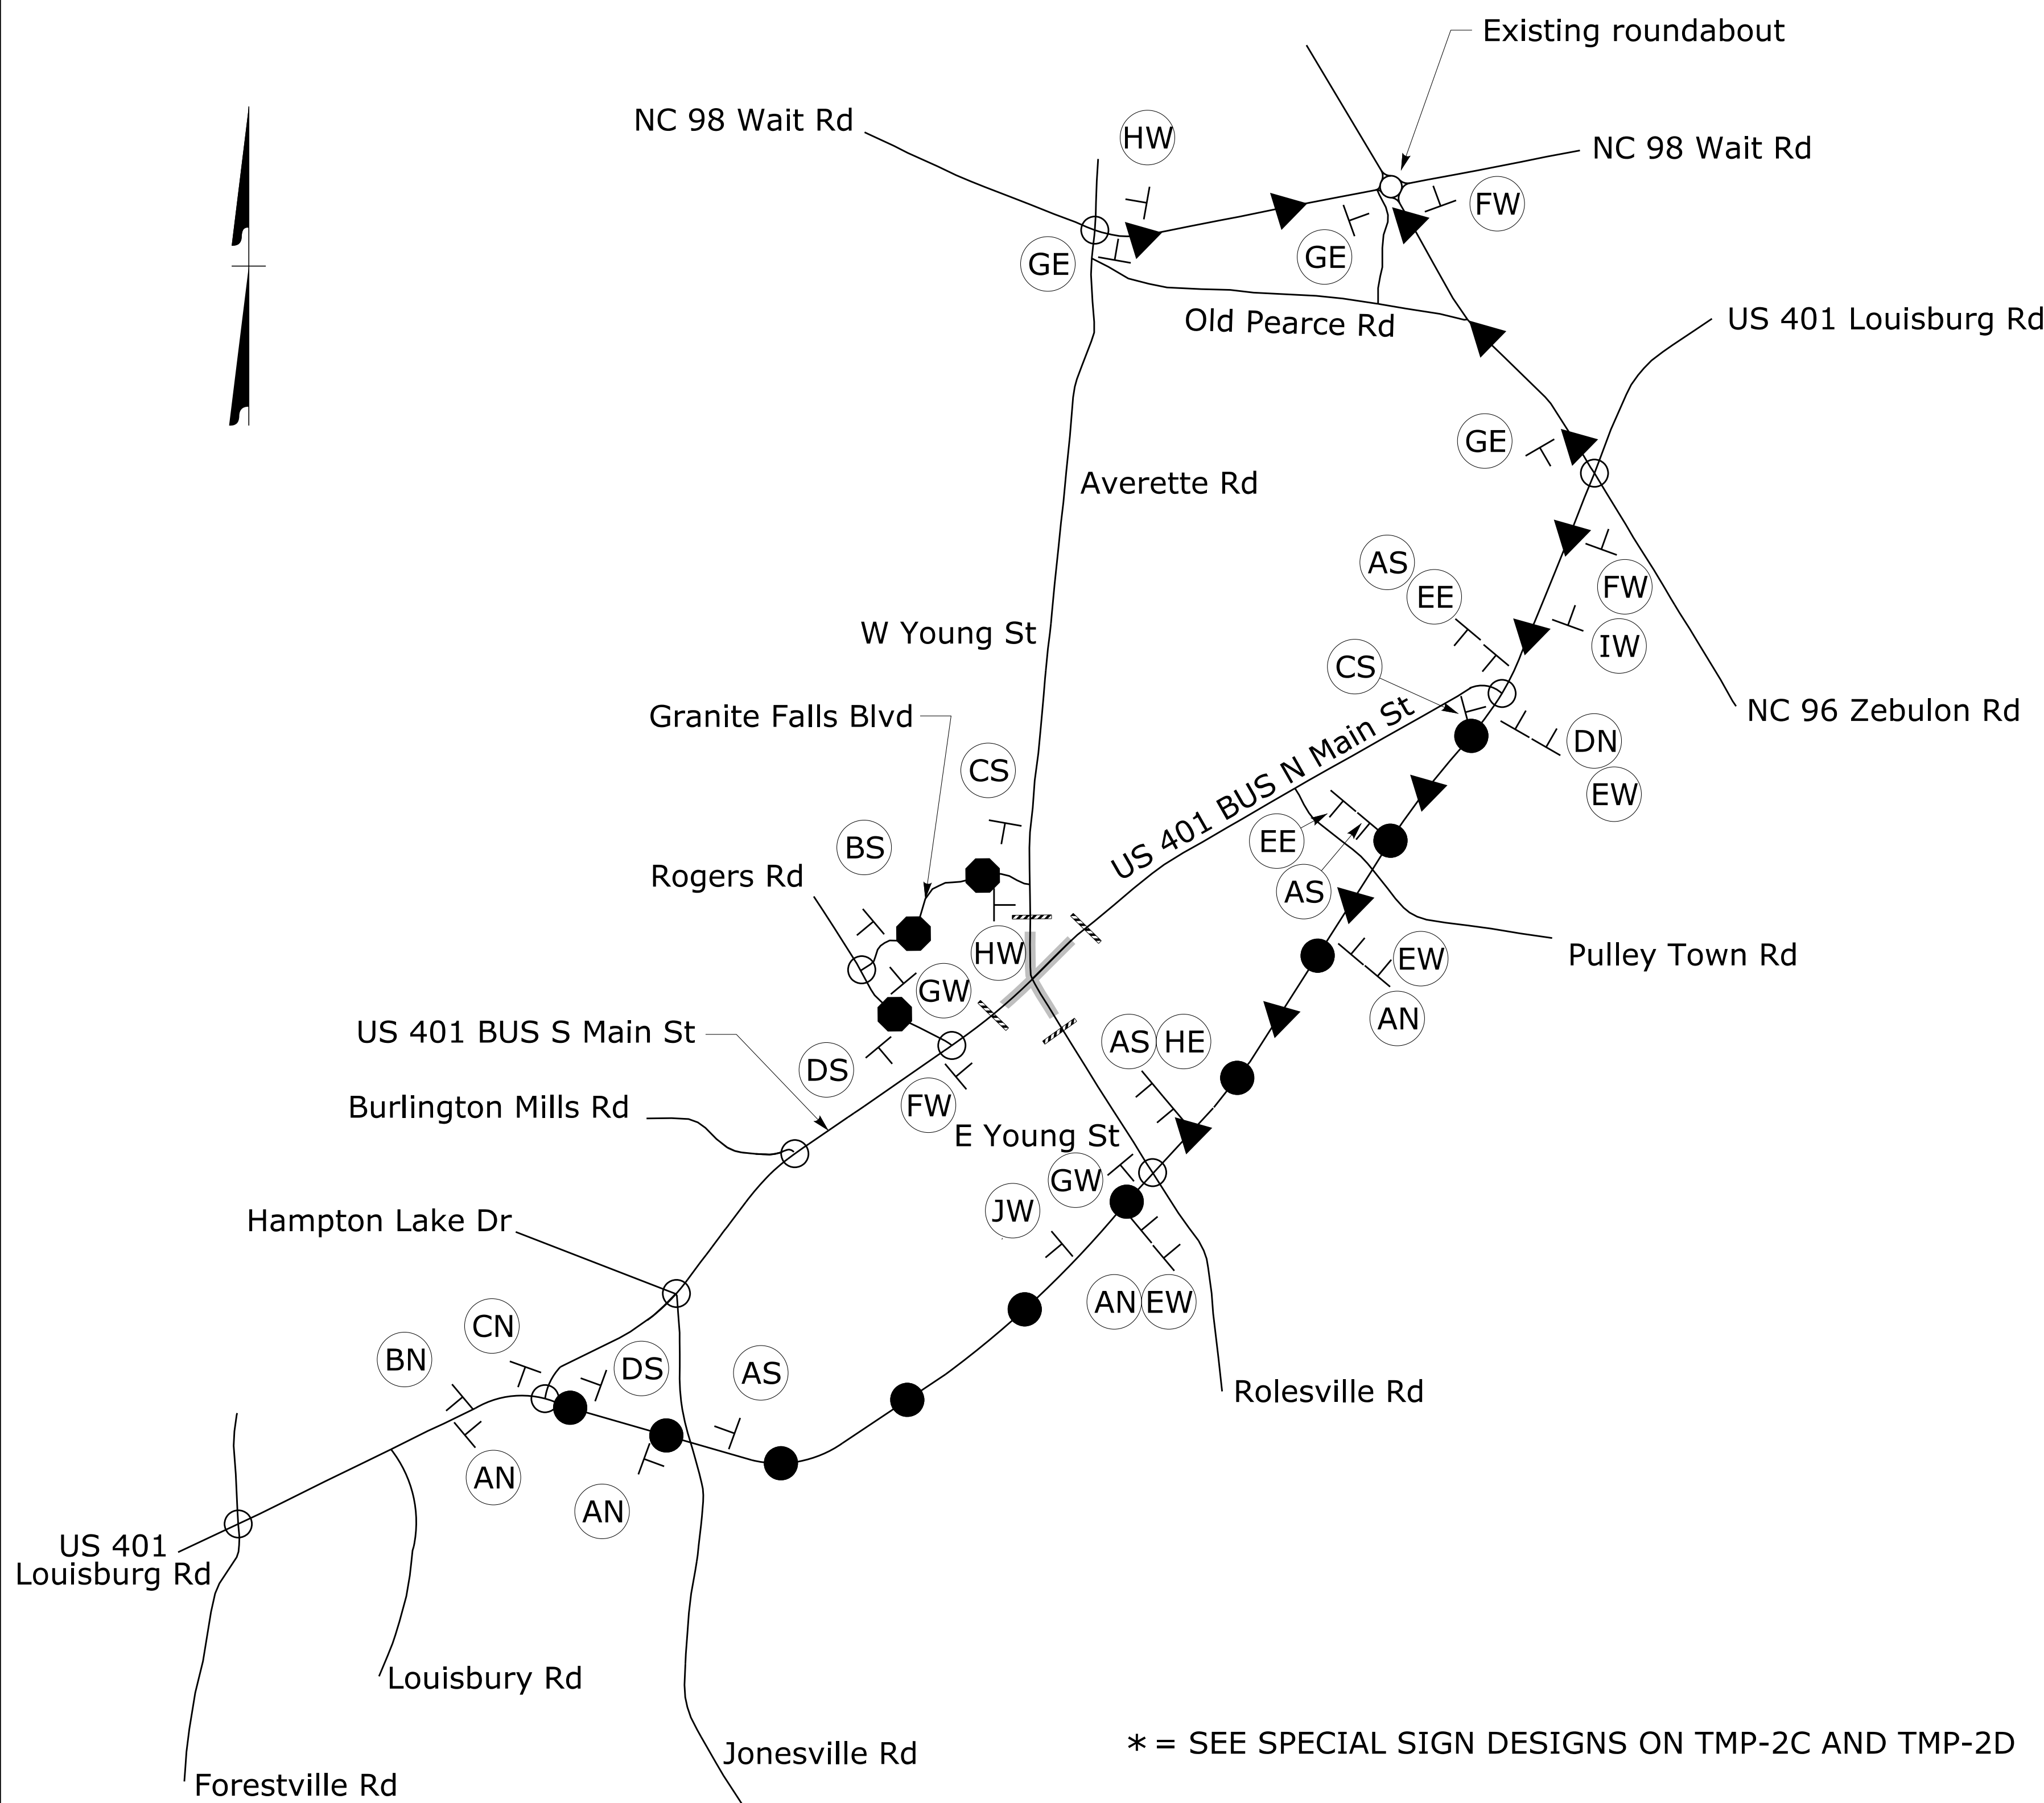 Existing roundabout
NC 98 Wait Rd
HW
NC 98 Wait Rd
FW
GE
GE
Old Pearce Rd
US 401 Louisburg Rd
GE
Averette Rd
AS
EE
FW
W Young St
IW
CS
Granite Falls Blvd
NC 96 Zebulon Rd
US 401 BUS N Main St
DN
CS
EW
BS
EE
Rogers Rd
AS
HW
Pulley Town Rd
EW
GW
AN
US 401 BUS S Main St
AS
HE
DS
Burlington Mills Rd
FW
E Young St
GW
JW
Hampton Lake Dr
AN
EW
CN
BN
DS
AS
Rolesville Rd
AN
AN
US 401
Louisburg Rd
Louisbury Rd
* = SEE SPECIAL SIGN DESIGNS ON TMP-2C AND TMP-2D
Jonesville Rd
Forestville Rd